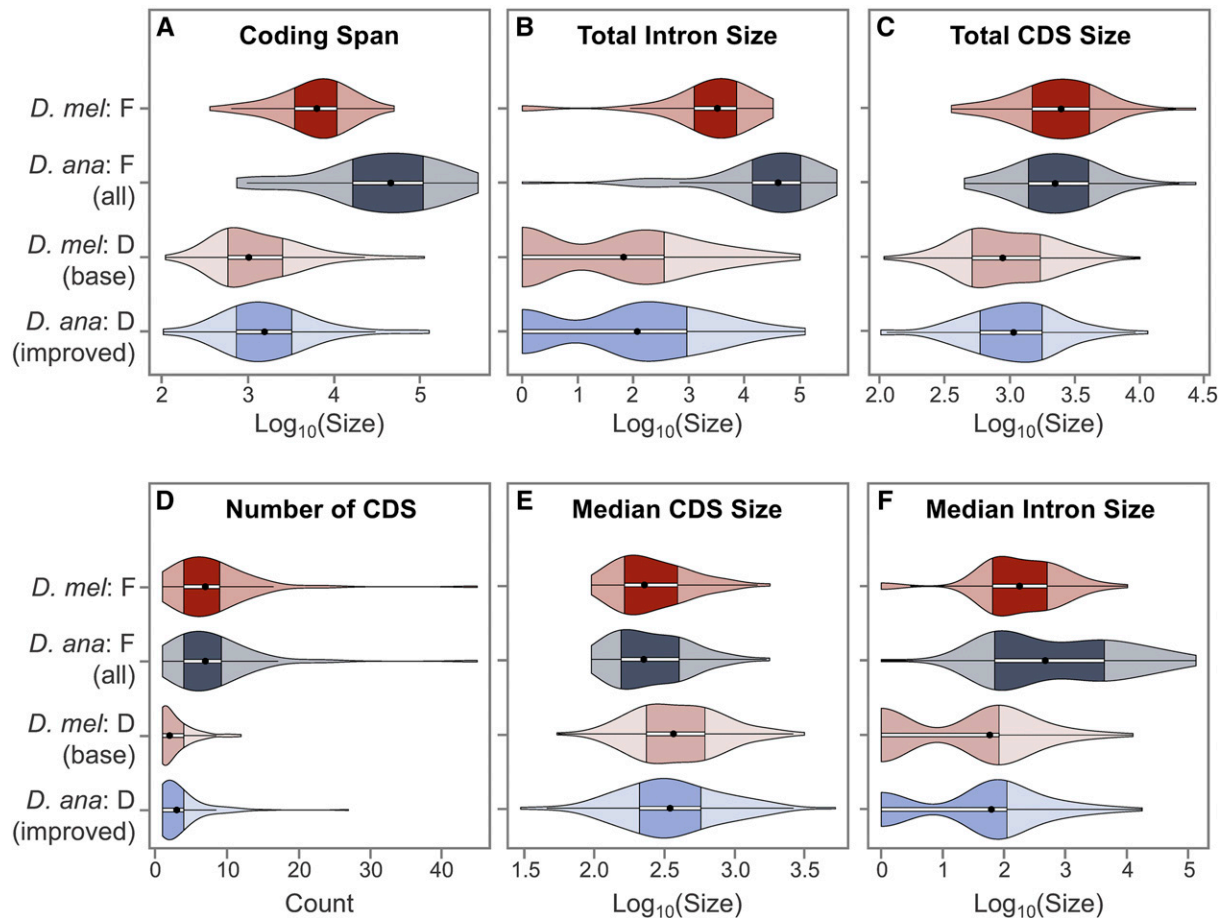 A Coding Span
B Total Intron Size
C Total CDS Size
D. mel: F
D. ana: F
(all)
D. mel: D
(base)
D. ana: D
(improved)
2 3 4 5
0 1 2 3 4 5
2.0 2.5 3.0 3.5 4.0 4.5
Log10(Size)
Log10(Size)
Log10(Size)
D Number of CDS
E Median CDS Size
F Median Intron Size
D. mel: F
D. ana: F
(all)
D. mel: D
(base)
D. ana: D
(improved)
0 10 20 30 40
1.5 2.0 2.5 3.0 3.5
0 1 2 3 4 5
Count
Log10(Size)
Log10(Size)